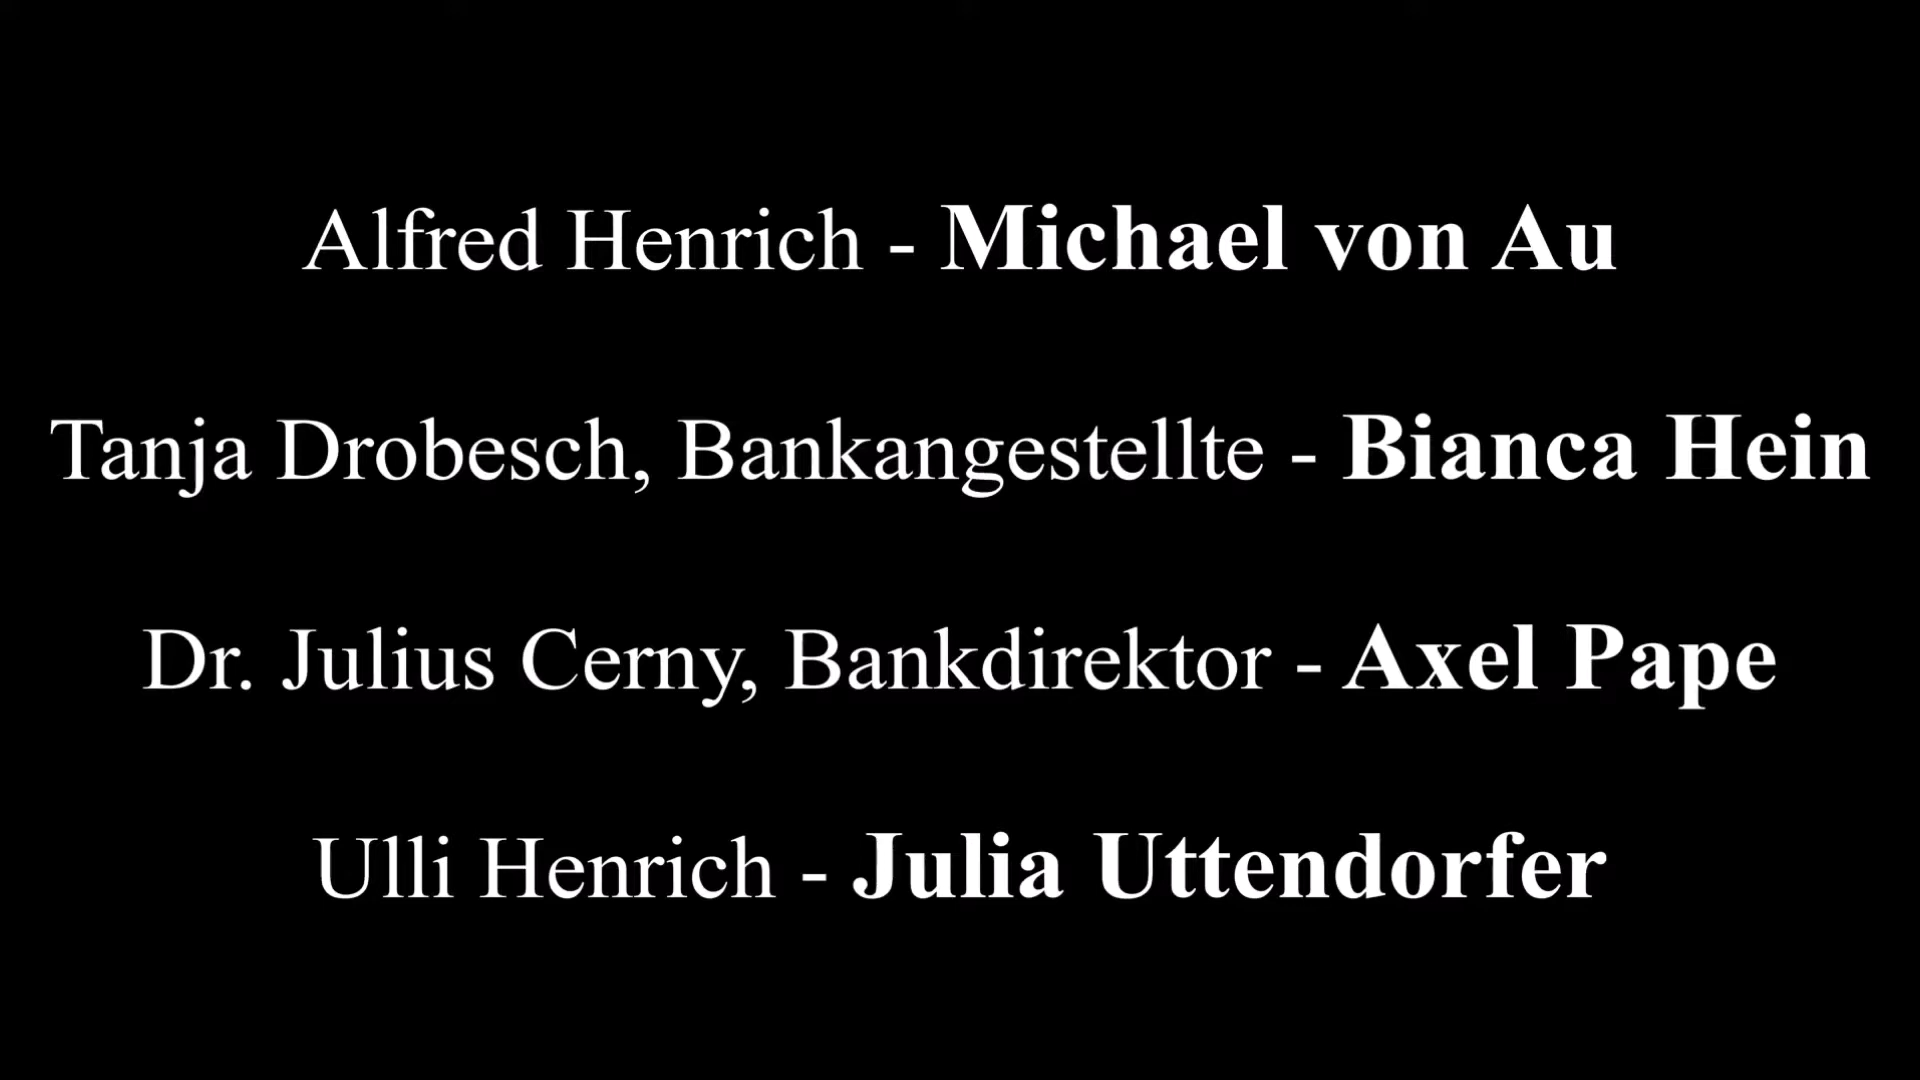 Alfred Henrich - Michael von Au
Tanja Drobesch, Bankangestellte - Bianca Hein
Dr. Julius Cerny, Bankdirektor - Axel Pape
Ulli Henrich - Julia Uttendorfer